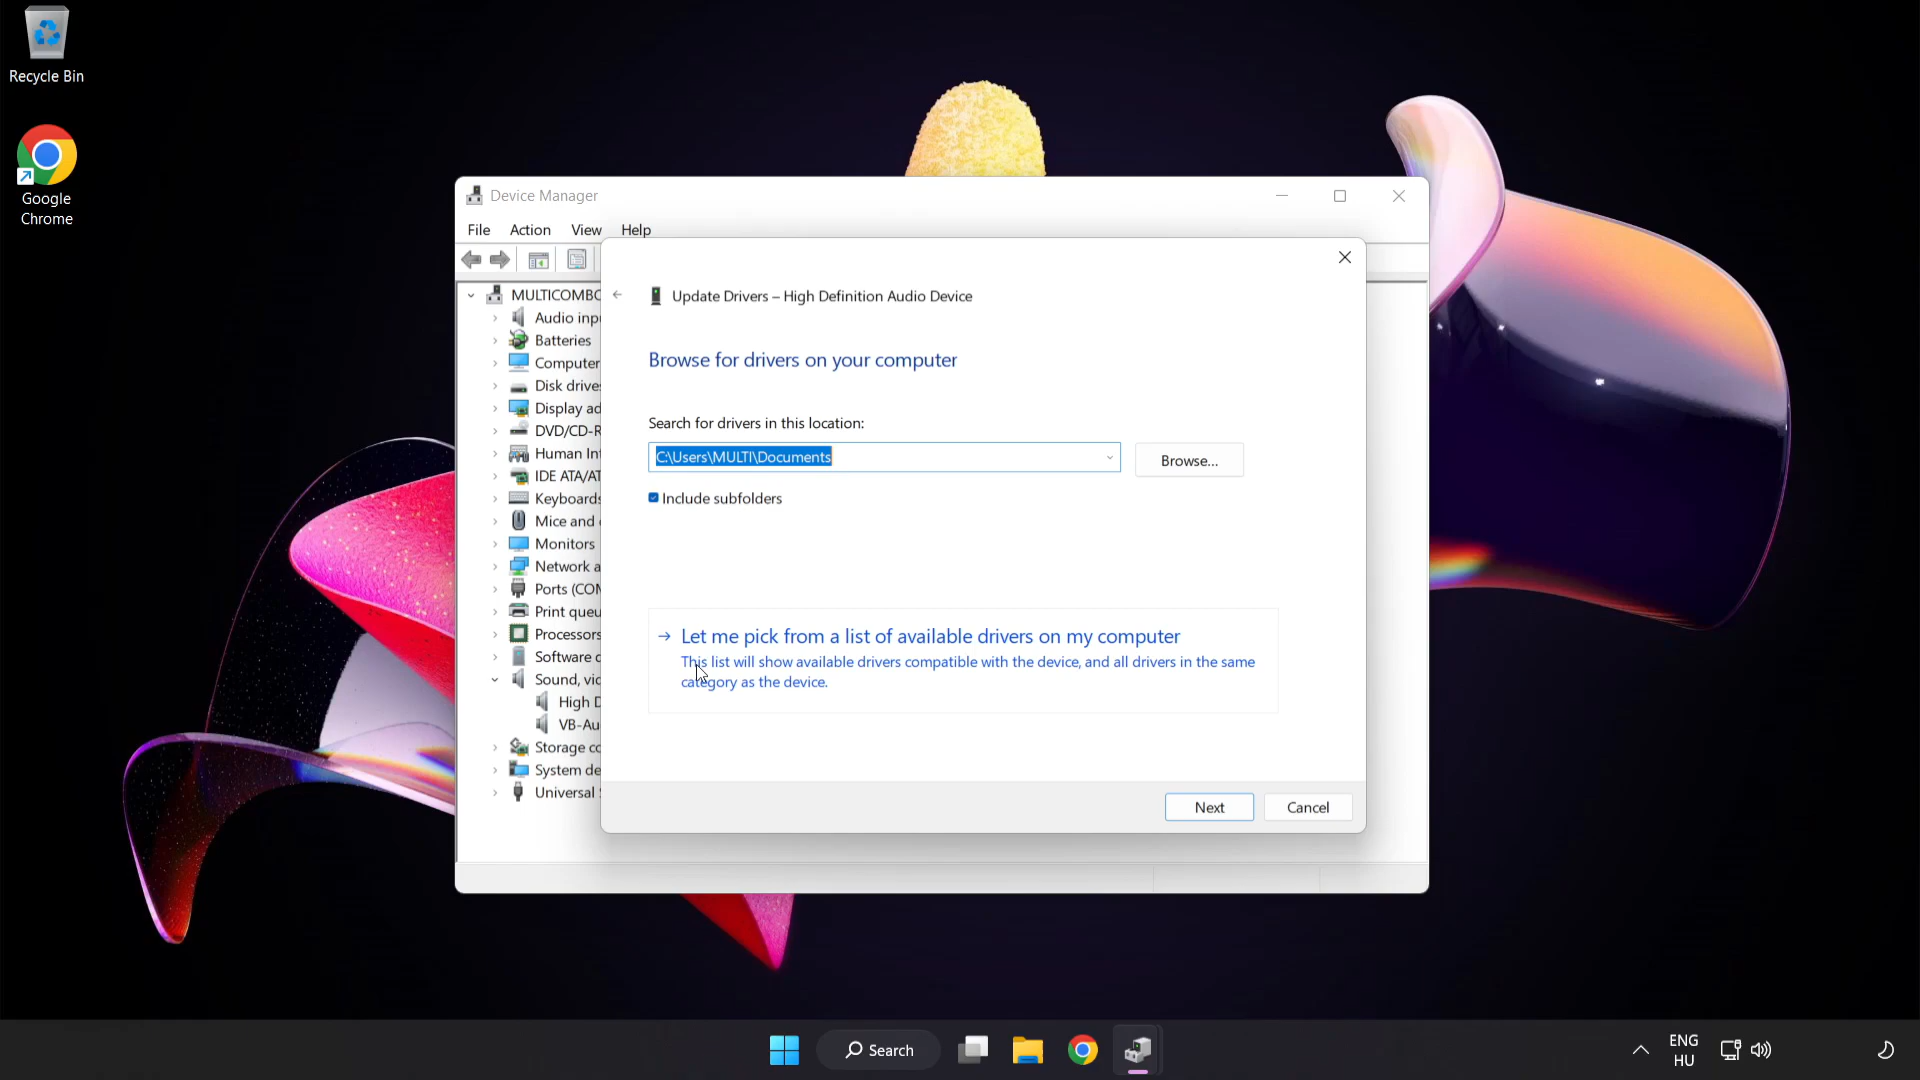 Recycle Bin
Google
Chrome
Device Manager
File Action View Help
MULTICOMBO
Audio inp
Batteries
Computer
Disk drive
Display ad
DVD/CD-R
Human In
IDE ATA/AT
Keyboards
Mice and
Monitors
Network a
Ports (COM
Print queu
Processors
Software
Sound, vi
High D
VB-Au
Storage co
System de
Universal
Update Drivers – High Definition Audio Device
Browse for drivers on your computer
Search for drivers in this location:
C:\Users\MULTI\Documents
Browse...
Include subfolders
Let me pick from a list of available drivers on my computer
This list will show available drivers compatible with the device, and all drivers in the same
category as the device.
Next Cancel
Search
ENG
HU